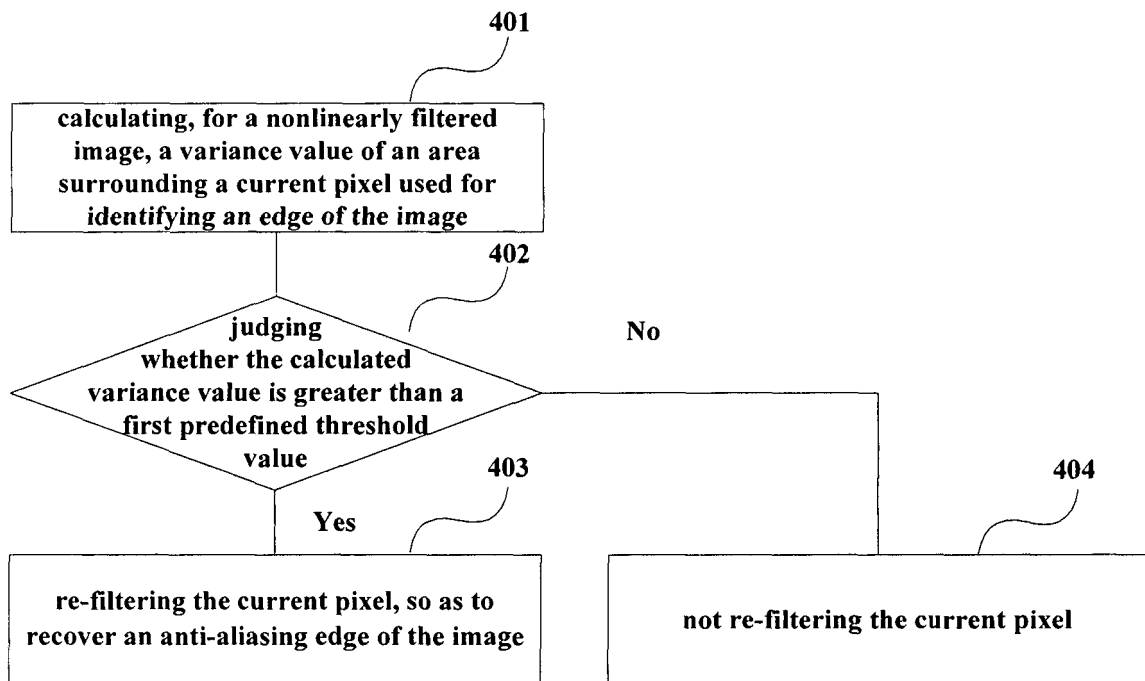 401
calculating, for a nonlinearly filtered
image, a variance value of an area
surrounding a current pixel used for
identifying an edge of the image
402
judging
whether the calculated
variance value is greater than a
first predefined threshold
value
No
403
Yes
404
re-filtering the current pixel, so as to
recover an anti-aliasing edge of the image
not re-filtering the current pixel